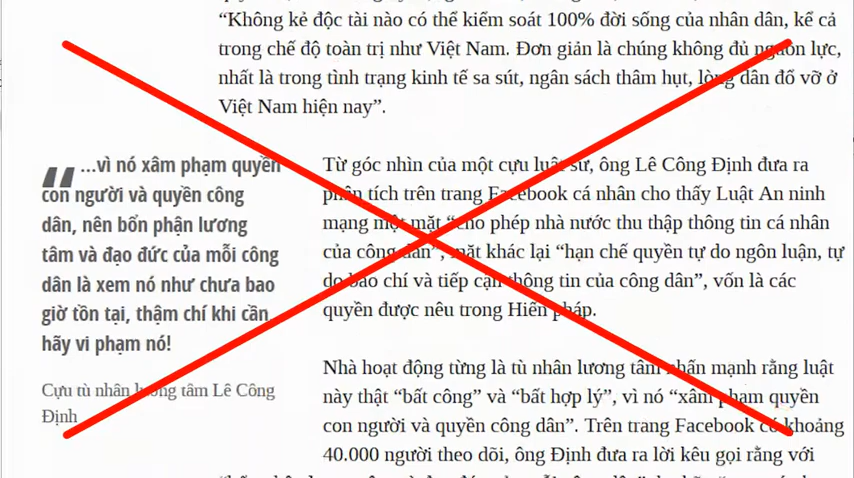 “Không kẻ độc tài nào có thể kiểm soát 100% đời sống của nhân dân, kể cả
trong chế độ toàn trị như Việt Nam. Đơn giản là chúng không đủ nguồn lực,
nhất là trong tình trạng kinh tế sa sút, ngân sách thâm hụt, lòng dân đổ vỡ ở
Việt Nam hiện nay”.
“...vì nó xâm phạm quyền
con người và quyền công
dân, nên bổn phận lương
tâm và đạo đức của mỗi công
dân là xem nó như chưa bao
giờ tồn tại, thậm chí khi cần
hãy vi phạm nó!
Cựu tù nhân lương tâm Lê Công
Định
Từ góc nhìn của một cựu luật sư, ông Lê Công Định đưa ra
phân tích trên trang Facebook cá nhân cho thấy Luật An ninh
mạng một mặt “cho phép nhà nước thu thập thông tin cá nhân
của công dân”, mặt khác lại “hạn chế quyền tự do ngôn luận, tự
do báo chí và tiếp cận thông tin của công dân”, vốn là các
quyền được nêu trong Hiến pháp.
Nhà hoạt động từng là tù nhân lương tâm nhấn mạnh rằng luật
này thật “bất công” và “bất hợp lý”, vì nó “xâm phạm quyền
con người và quyền công dân”. Trên trang Facebook có khoảng
40.000 người theo dõi, ông Định đưa ra lời kêu gọi rằng với